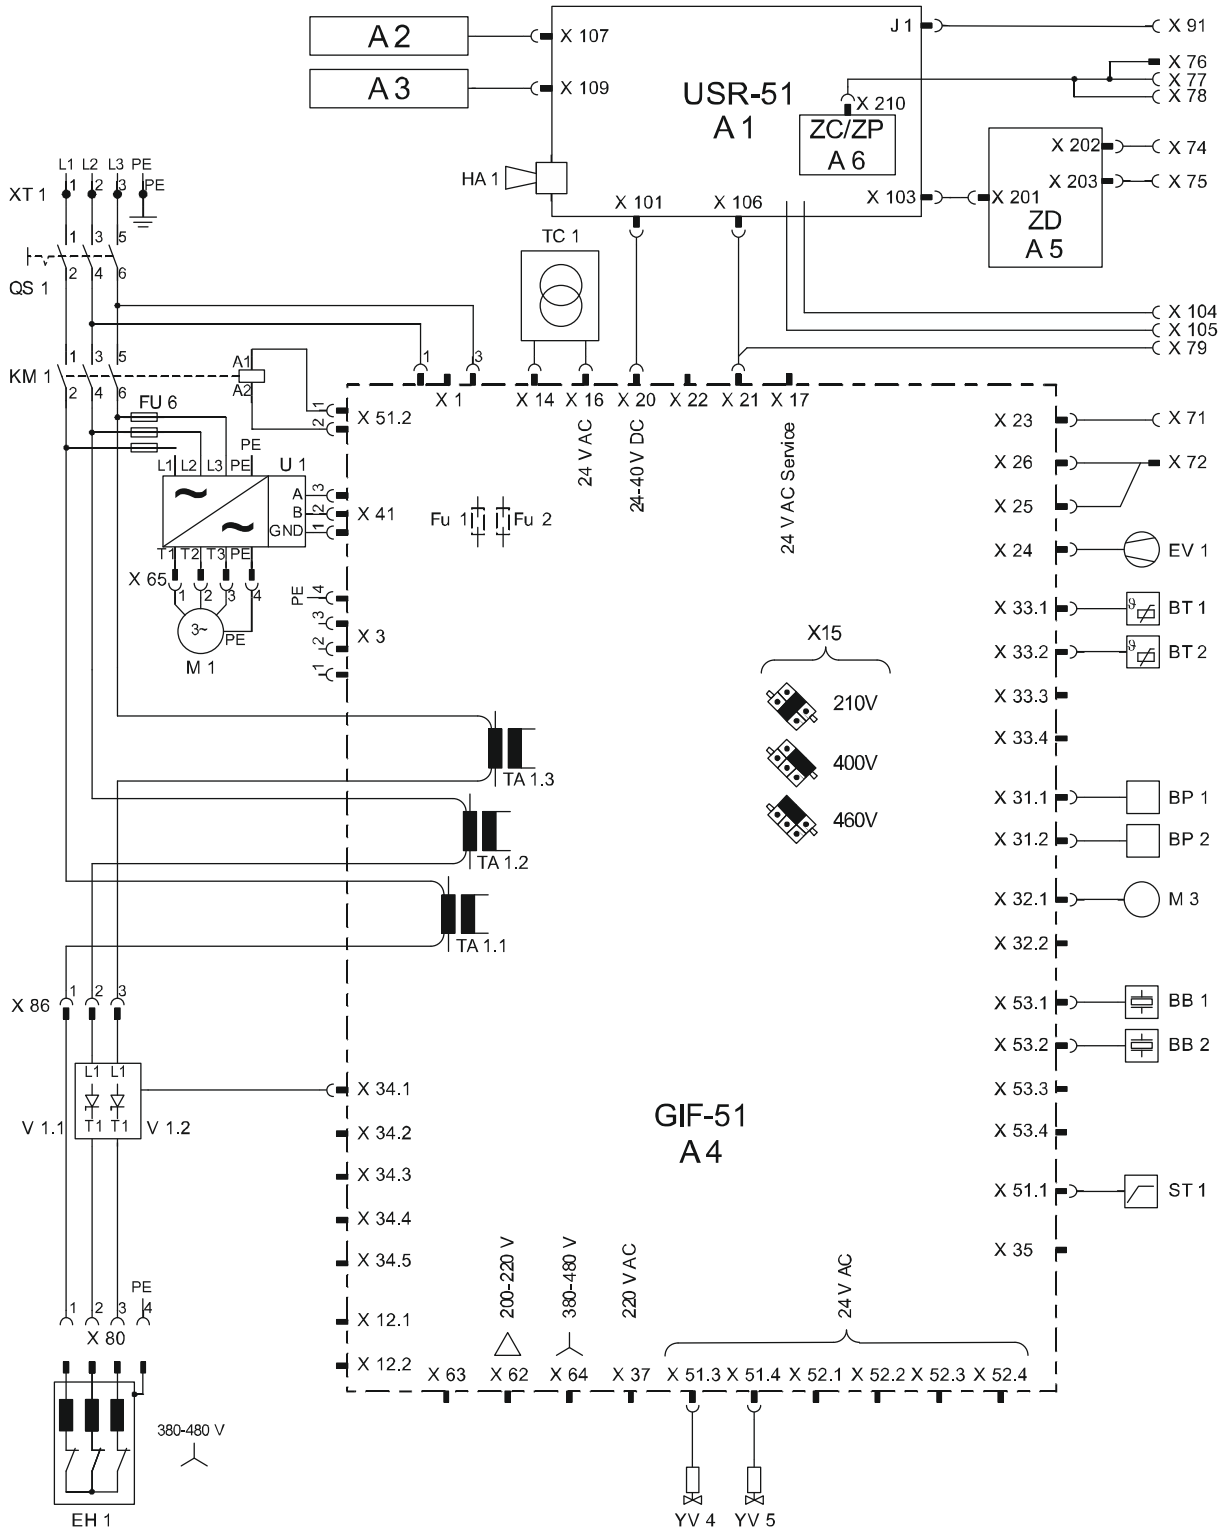 A 2
X 107
J 1
X 91
X 76
X 77
X 78
A 3
X 109
USR-51
A 1
X 210
ZC/ZP
A 6
X 202
X 74
X 203
X 75
L1 L2 L3 PE
XT 1
1 2 3 PE
HA 1
X 101
X 106
X 103
X 201
ZD
A 5
TC 1
1 3 5
2 4 6
QS 1
X 104
X 105
X 79
1 3 5
KM 1
2 4 6
A1
A2
1
3
X 1
X 14
X 16
X 20
X 22
X 21
X 17
24 V AC
24-40 V DC
24 V AC Service
FU 6
1
2
X 51.2
X 23
X 71
X 26
X 72
X 25
L1 L2 L3 PE
PE
U 1
A
B
GND
3
2
1
X 41
Fu 1
Fu 2
X 24
EV 1
T1 T2 T3 PE
X 65
1 2 3 4
3~
PE
M 1
PE
4
3
2
1
X 3
X 33.1
BT 1
X 33.2
BT 2
X15
210V
400V
460V
X 33.3
X 33.4
TA 1.3
TA 1.2
TA 1.1
X 31.1
BP 1
X 31.2
BP 2
X 32.1
M 3
X 32.2
X 86
1 2 3
X 53.1
BB 1
X 53.2
BB 2
X 53.3
X 53.4
L1 L1
T1 T1
V 1.1
V 1.2
X 34.1
X 34.2
X 34.3
X 34.4
X 34.5
X 12.1
X 12.2
GIF-51
A 4
X 51.1
ST 1
X 35
200-220 V
380-480 V
220 V AC
24 V AC
X 63
X 62
X 64
X 37
X 51.3
X 51.4
X 52.1
X 52.2
X 52.3
X 52.4
PE
1 2 3 4
X 80
380-480 V
EH 1
YV 4
YV 5